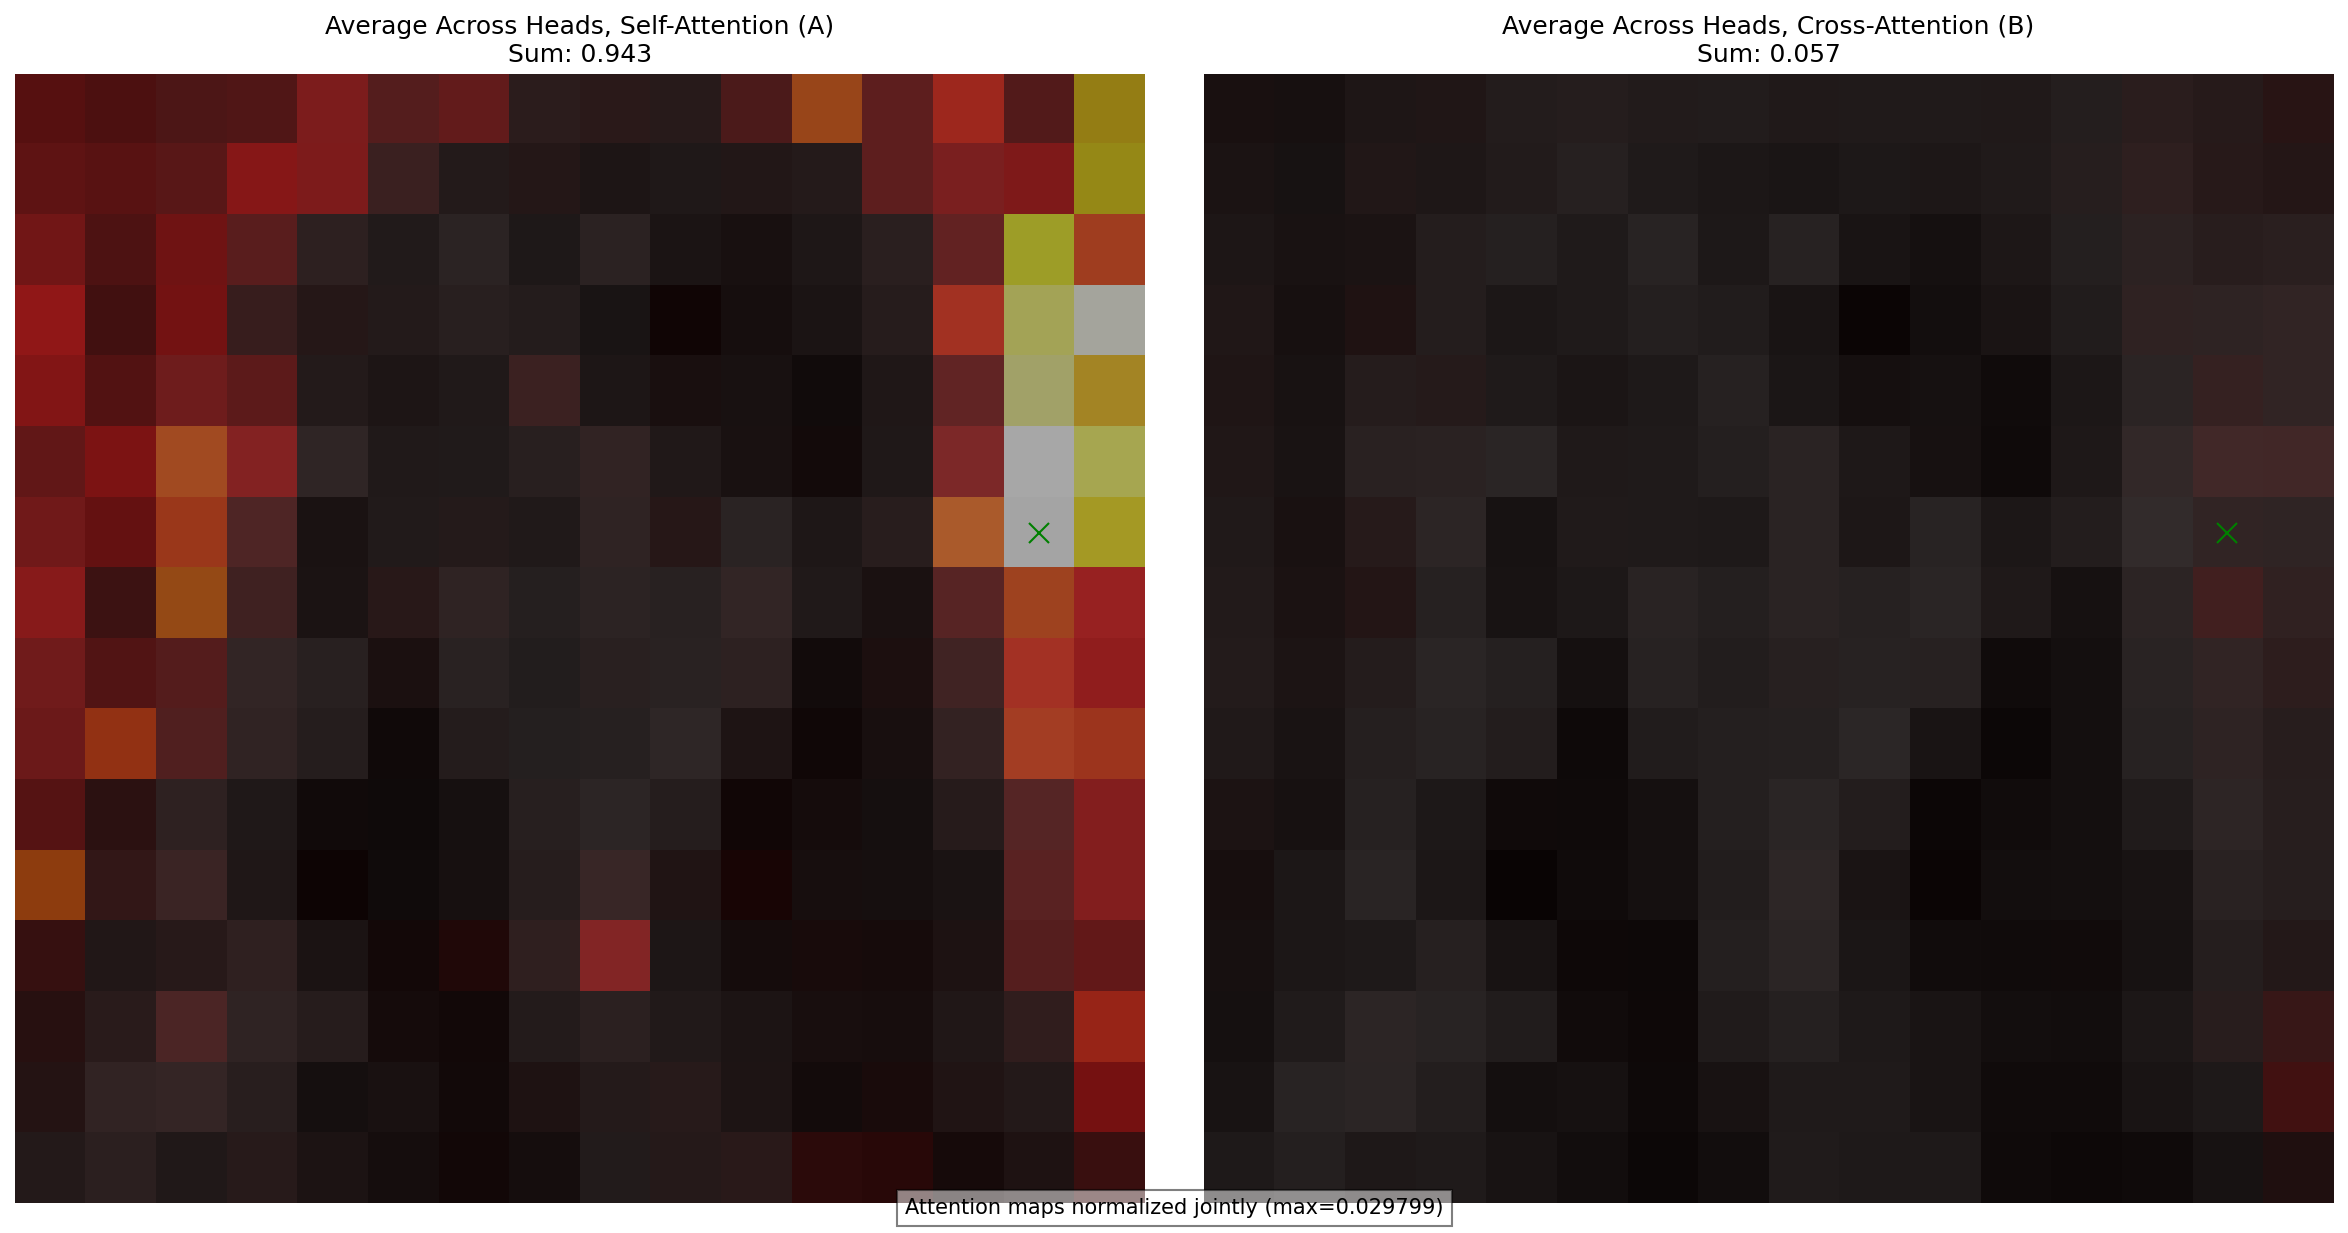 Average Across Heads, Self-Attention (A)
Sum: 0.943
Average Across Heads, Cross-Attention (B)
Sum: 0.057
Attention maps normalized jointly (max=0.029799)